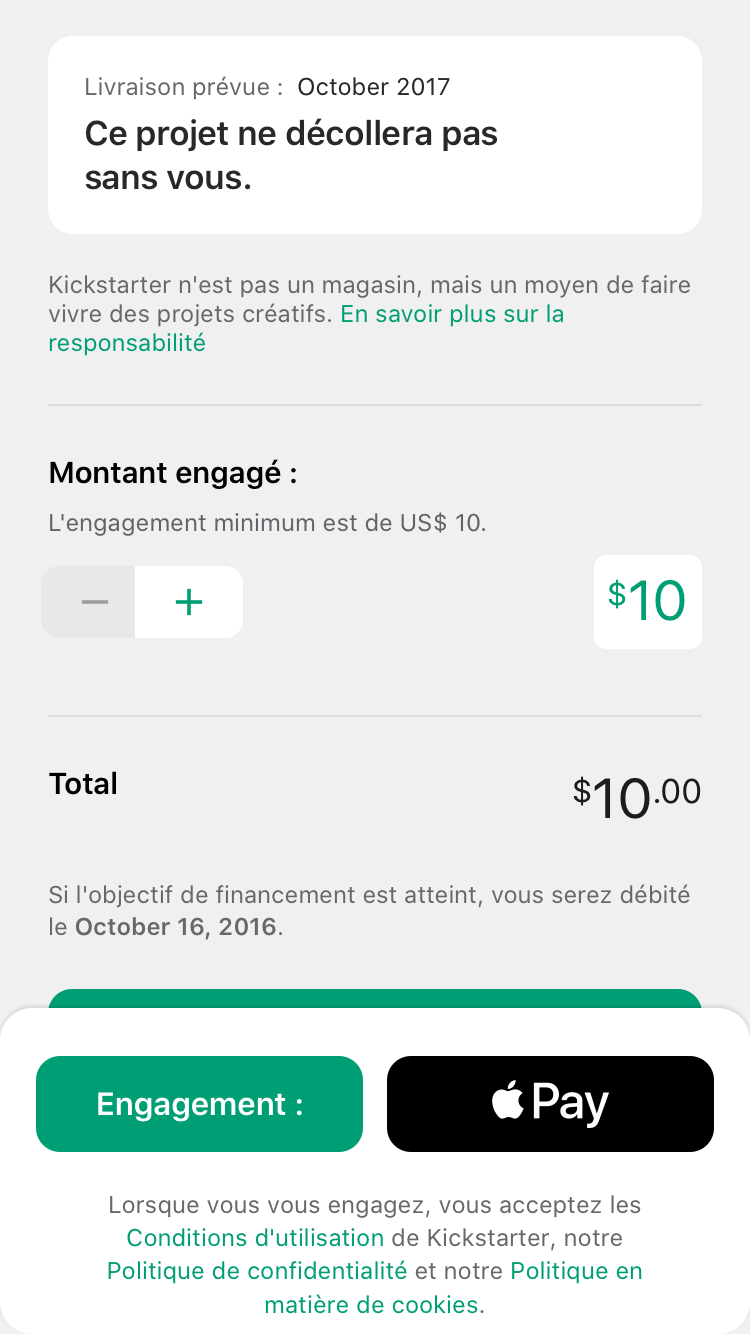 Livraison prévue : October 2017
Ce projet ne décollera pas
sans vous.
Kickstarter n'est pas un magasin, mais un moyen de faire
vivre des projets créatifs. En savoir plus sur la
responsabilité
Montant engagé :
L'engagement minimum est de US$ 10.
$10
Total
$10.00
Si l'objectif de financement est atteint, vous serez débité
le October 16, 2016.
Engagement :
Pay
Lorsque vous vous engagez, vous acceptez les
Conditions d'utilisation de Kickstarter, notre
Politique de confidentialité et notre Politique en
matière de cookies.